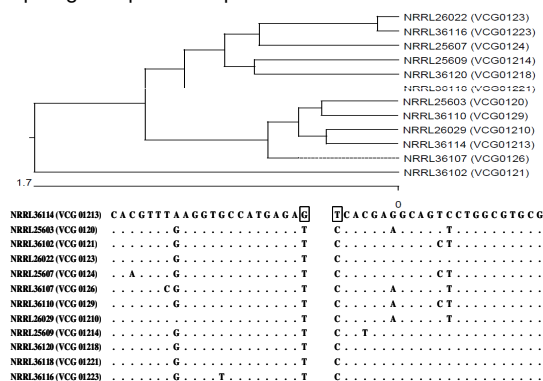 NRRL26022 (VCG0123)
NRRL36116 (VCG01223)
NRRL25607 (VCG0124)
NRRL25609 (VCG01214)
NRRL36120 (VCG01218)
NRRL36118 (VCG01221)
NRRL25603 (VCG0120)
NRRL36110 (VCG0129)
NRRL26029 (VCG01210)
NRRL36114 (VCG01213)
NRRL36107 (VCG0126)
NRRL36102 (VCG0121)
1.7
0
NRRL36114 (VCG 01213) C A C G T T T A A G G T G C C A T G A G A G T C A C G A G G C A G T C C T G G C G T G C G
NRRL25603 (VCG 0120) . . . . . . . G . . . . . . . . . . . . . T C . . . . . A . . . . . T . . . . . . . . . .
NRRL36102 (VCG 0121) . . . . . . . G . . . . . . . . . . . . . T C . . . . . . . . . . C T . . . . . . . . . .
NRRL26022 (VCG 0123) . . . . . . . . . . . . . . . . . . . . . . . . . . . . . . . . . . . . . . . . . . . . .
NRRL25607 (VCG 0124) . . A . . . . G . . . . . . . . . . . . . T C . . . . . . . . . . C T . . . . . . . . . .
NRRL36107 (VCG 0126) . . . . . . C G . . . . . . . . . . . . . T C . . . . . A . . . . . T . . . . . . . . . .
NRRL36110 (VCG 0129) . . . . . . . G . . . . . . . . . . . . . T C . . . . . A . . . . C T . . . . . . . . . .
NRRL26029 (VCG 01210) . . . . . . . . . . . . . . . . . . . . . T C . . . . . A . . . . . T . . . . . . . . . .
NRRL25609 (VCG 01214) . . . . . . . G . . . . . . . . . . . . . T C . . T . . . . . . . . . . . . . . . . . . .
NRRL36120 (VCG 01218) . . . . . . . G . . . . . . . . . . . . . T C . . . . . . . . . . . . . . . . . . . . . .
NRRL36118 (VCG 01221) . . . . . . . G . . . . . . . . . . . . . T C . . . . . . . . . . . . . . . . . . . . . .
NRRL36116 (VCG 01223) . . . . . . . G . . . . T . . . . . . . . T C . . . . . . . . . . . . . . . . . . . . . .